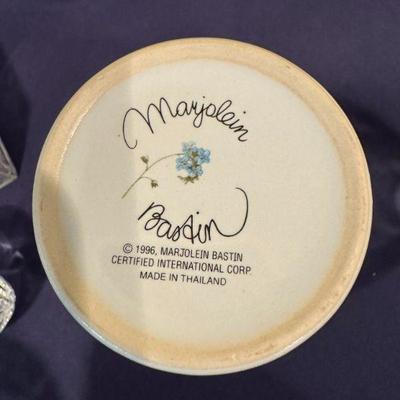 Marjolein
Bastin
© 1996, MARJOLEIN BASTIN
CERTIFIED INTERNATIONAL CORP.
MADE IN THAILAND